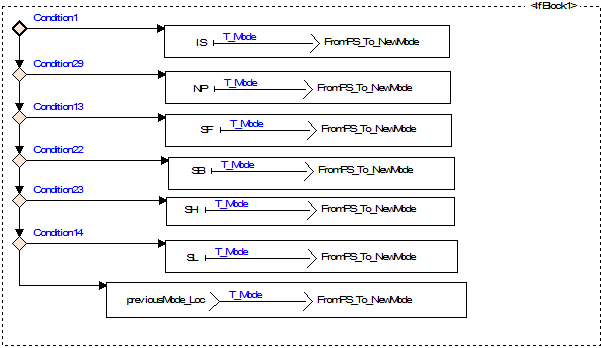 <IfBlock1>
Condition1
IS T_Mode FromPS_To_NewMode
Condition29
NP T_Mode FromPS_To_NewMode
Condition13
SF T_Mode FromPS_To_NewMode
Condition22
SB T_Mode FromPS_To_NewMode
Condition23
SH T_Mode FromPS_To_NewMode
Condition14
SL T_Mode FromPS_To_NewMode
previousMode_Loc T_Mode FromPS_To_NewMode